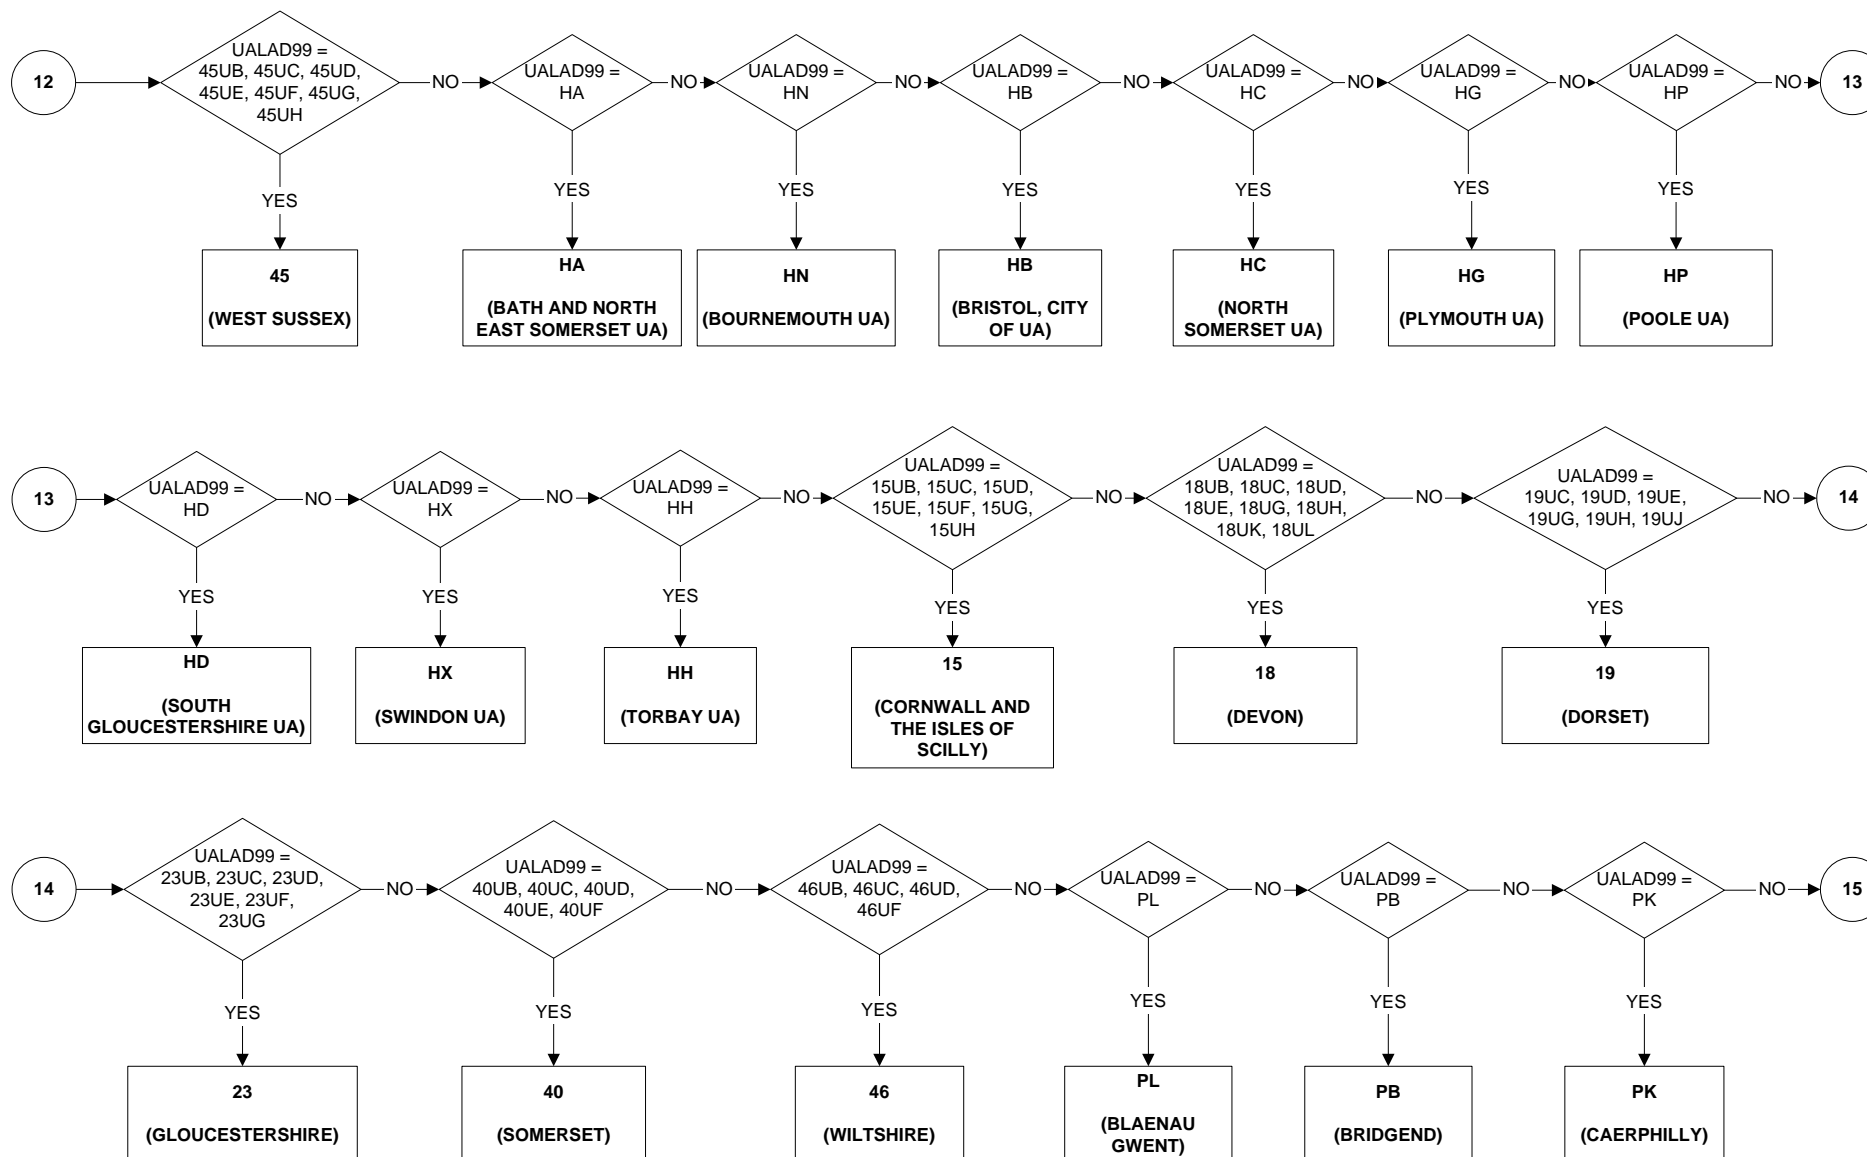 12
UALAD99 =
45UB, 45UC, 45UD,
45UE, 45UF, 45UG,
45UH
NO
UALAD99 =
HA
NO
UALAD99 =
HN
NO
UALAD99 =
HB
NO
UALAD99 =
HC
NO
UALAD99 =
HG
NO
UALAD99 =
HP
NO
13
YES
YES
YES
YES
YES
YES
YES
45
(WEST SUSSEX)
HA
(BATH AND NORTH
EAST SOMERSET UA)
HN
(BOURNEMOUTH UA)
HB
(BRISTOL, CITY
OF UA)
HC
(NORTH
SOMERSET UA)
HG
(PLYMOUTH UA)
HP
(POOLE UA)
13
UALAD99 =
HD
NO
UALAD99 =
HX
NO
UALAD99 =
HH
NO
UALAD99 =
15UB, 15UC, 15UD,
15UE, 15UF, 15UG,
15UH
NO
UALAD99 =
18UB, 18UC, 18UD,
18UE, 18UG, 18UH,
18UK, 18UL
NO
UALAD99 =
19UC, 19UD, 19UE,
19UG, 19UH, 19UJ
NO
14
YES
YES
YES
YES
YES
YES
HD
(SOUTH
GLOUCESTERSHIRE UA)
HX
(SWINDON UA)
HH
(TORBAY UA)
15
(CORNWALL AND
THE ISLES OF
SCILLY)
18
(DEVON)
19
(DORSET)
14
UALAD99 =
23UB, 23UC, 23UD,
23UE, 23UF,
23UG
NO
UALAD99 =
40UB, 40UC, 40UD,
40UE, 40UF
NO
UALAD99 =
46UB, 46UC, 46UD,
46UF
NO
UALAD99 =
PL
NO
UALAD99 =
PB
NO
UALAD99 =
PK
NO
15
YES
YES
YES
YES
YES
YES
23
(GLOUCESTERSHIRE)
40
(SOMERSET)
46
(WILTSHIRE)
PL
(BLAENAU
GWENT)
PB
(BRIDGEND)
PK
(CAERPHILLY)